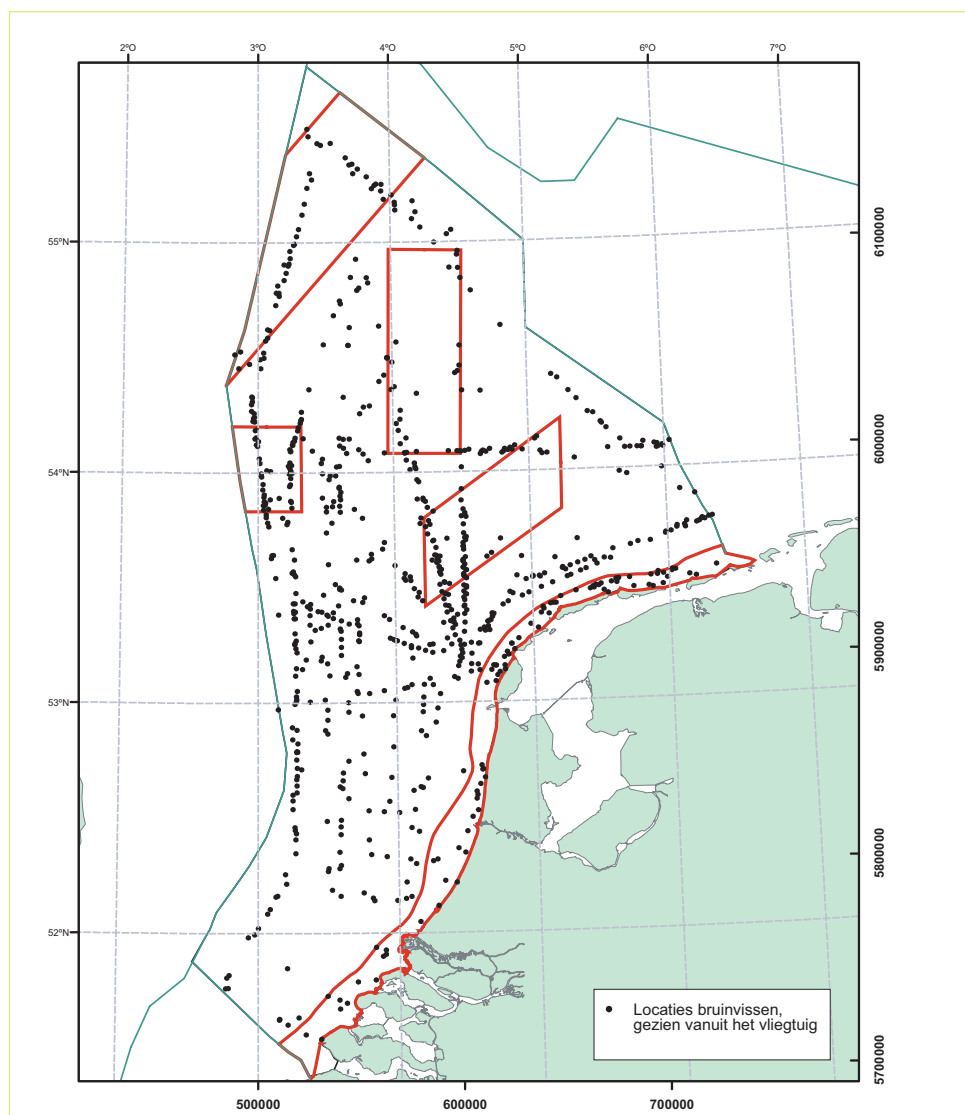 2ºO 3ºO 4ºO 5ºO 6ºO 7ºO
55ºN
54ºN
53ºN
52ºN
6100000
6000000
5900000
5800000
5700000
Locaties bruinvissen,
gezien vanuit het vliegtuig
500000 600000 700000